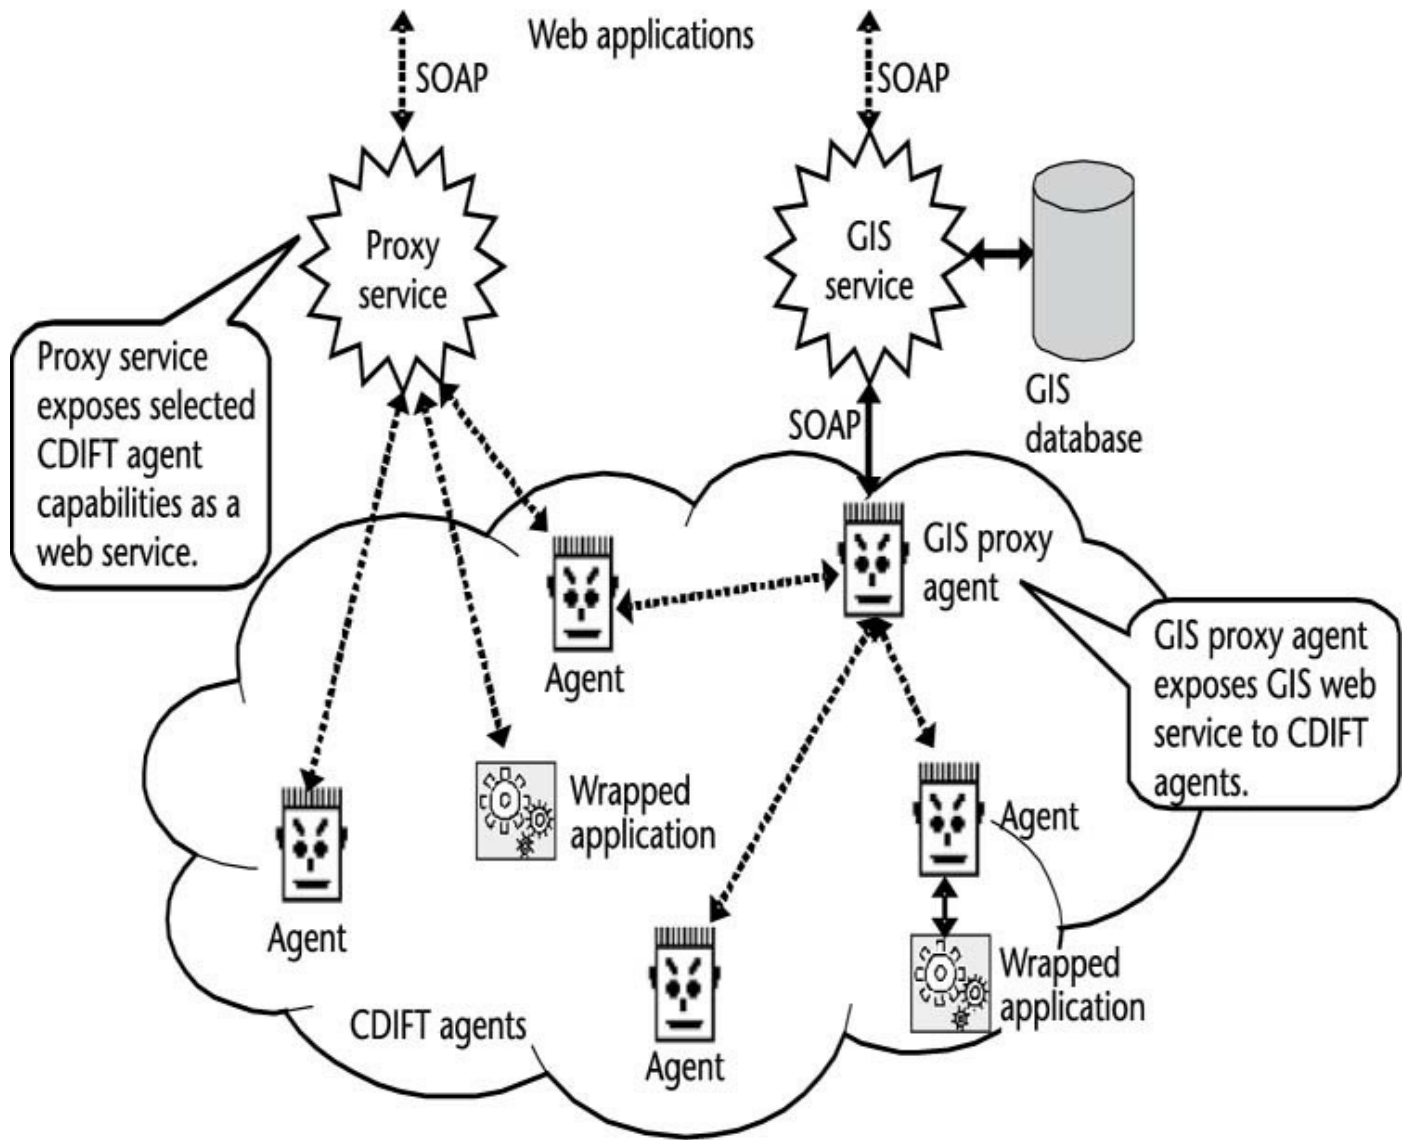 Web applications
SOAP
SOAP
Proxy
service
GIS
service
Proxy service
exposes selected
CDIFT agent
capabilities as a
web service.
GIS
database
SOAP
GIS proxy
agent
GIS proxy agent
exposes GIS web
service to CDIFT
agents.
Agent
Wrapped
application
Agent
Agent
Wrapped
application
CDIFT agents
Agent